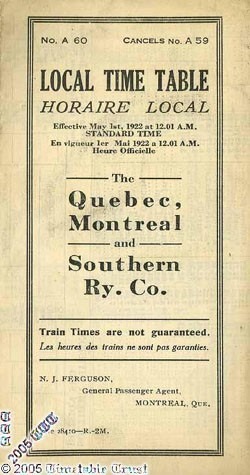 No. A 60 CANCELS No. A 59
LOCAL TIME TABLE
HORAIRE LOCAL
Effective May 1st, 1922 at 12.01 A.M.
STANDARD TIME
En vigueur 1er Mai 1922 a 12.01 A.M.
Heure Officielle
The
Quebec,
Montreal
and
Southern
Ry. Co.
Train Times are not guaranteed.
Les heures des trains ne sont pas garanties.
N. J. FERGUSON,
General Passenger Agent,
MONTREAL, QUE.
28410—R.-2M.
2005
© 2005 Timetable Trust